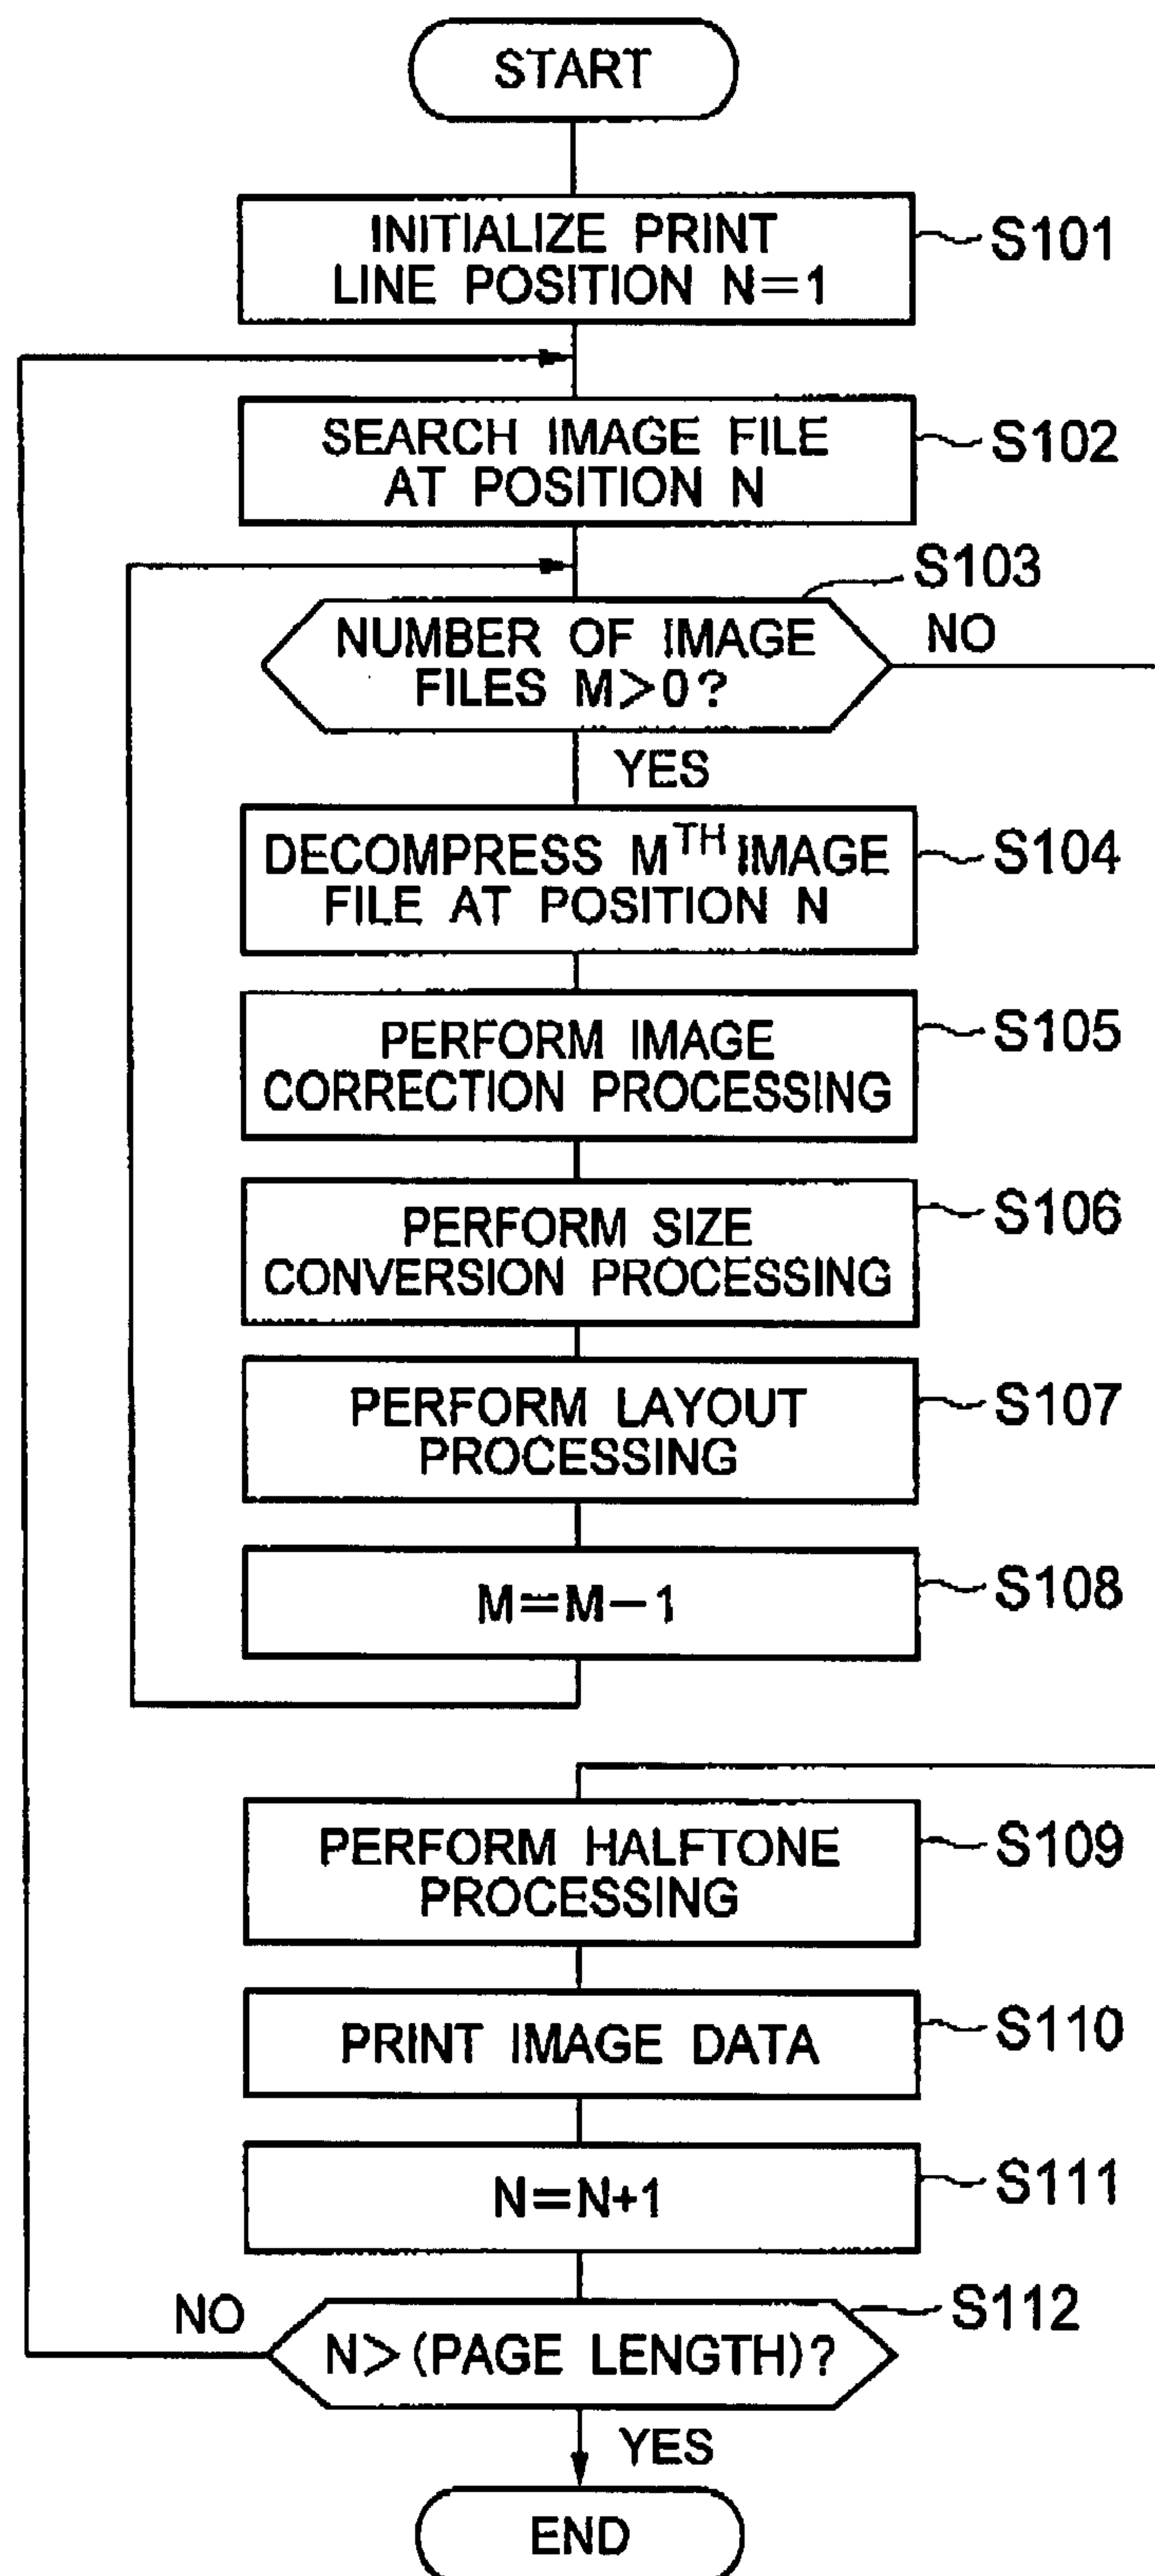 START
INITIALIZE PRINT
LINE POSITION N=1
S101
SEARCH IMAGE FILE
AT POSITION N
S102
S103
NUMBER OF IMAGE
FILES M>0?
NO
YES
DECOMPRESS MTH IMAGE
FILE AT POSITION N
S104
PERFORM IMAGE
CORRECTION PROCESSING
S105
PERFORM SIZE
CONVERSION PROCESSING
S106
PERFORM LAYOUT
PROCESSING
S107
M=M−1
S108
PERFORM HALFTONE
PROCESSING
S109
PRINT IMAGE DATA
S110
N=N+1
S111
S112
NO
N>(PAGE LENGTH)?
YES
END